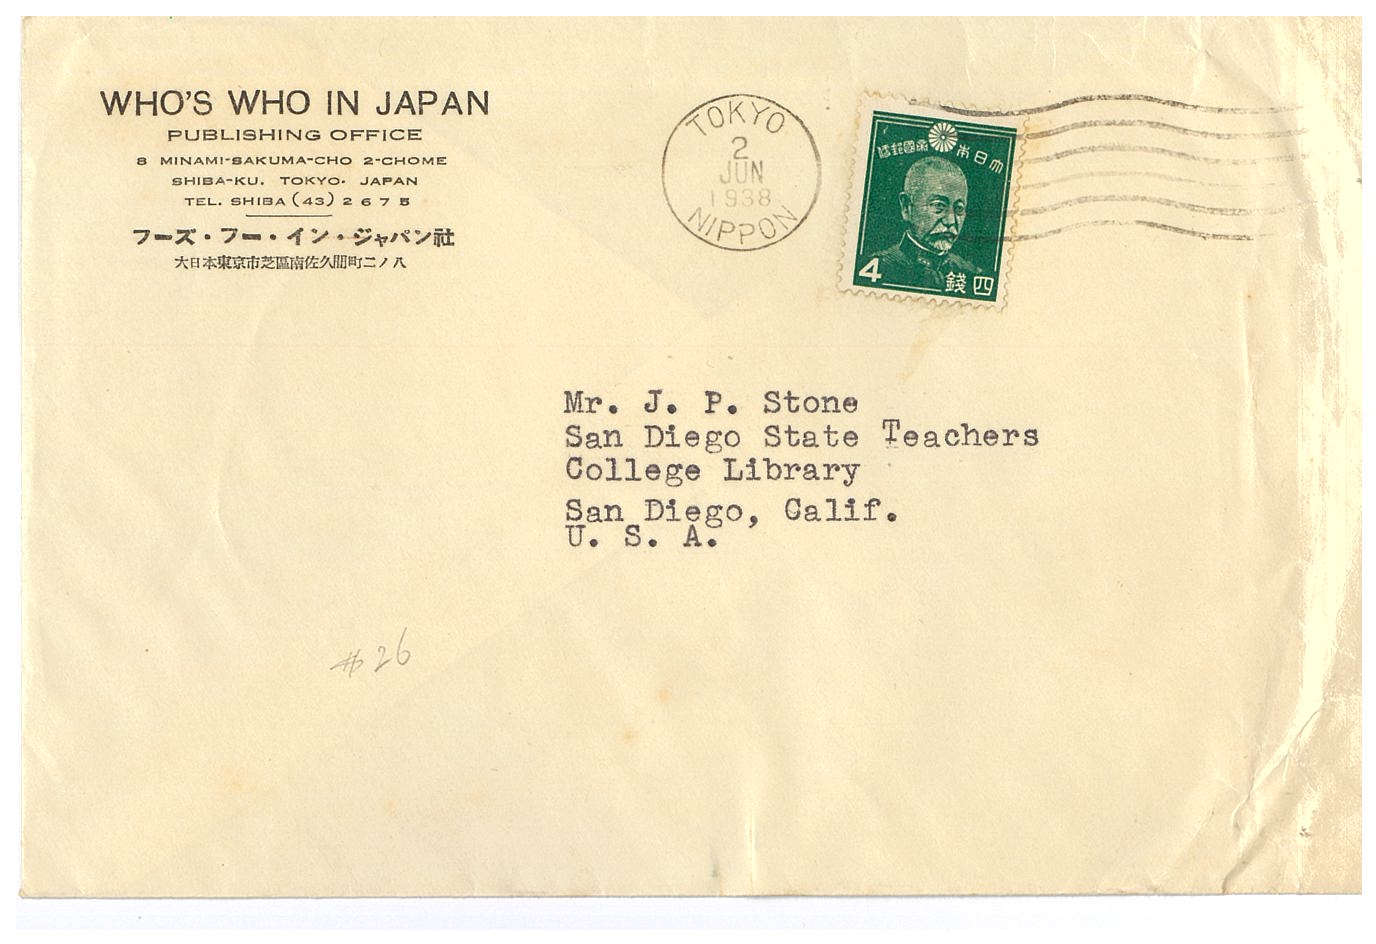 WHO'S WHO IN JAPAN
PUBLISHING OFFICE
8 MINAMI-SAKUMA-CHO 2-CHOME
SHIBA-KU. TOKYO. JAPAN
TEL. SHIBA (43) 2675
フーズ・フー・イン・ジャパン社
大日本東京市芝區南佐久間町二ノ八
TOKYO
2
JUN
1938
NIPPON
便郵國帝本日大
4 錢四
Mr. J. P. Stone
San Diego State Teachers
College Library
San Diego, Calif.
U. S. A.
#26